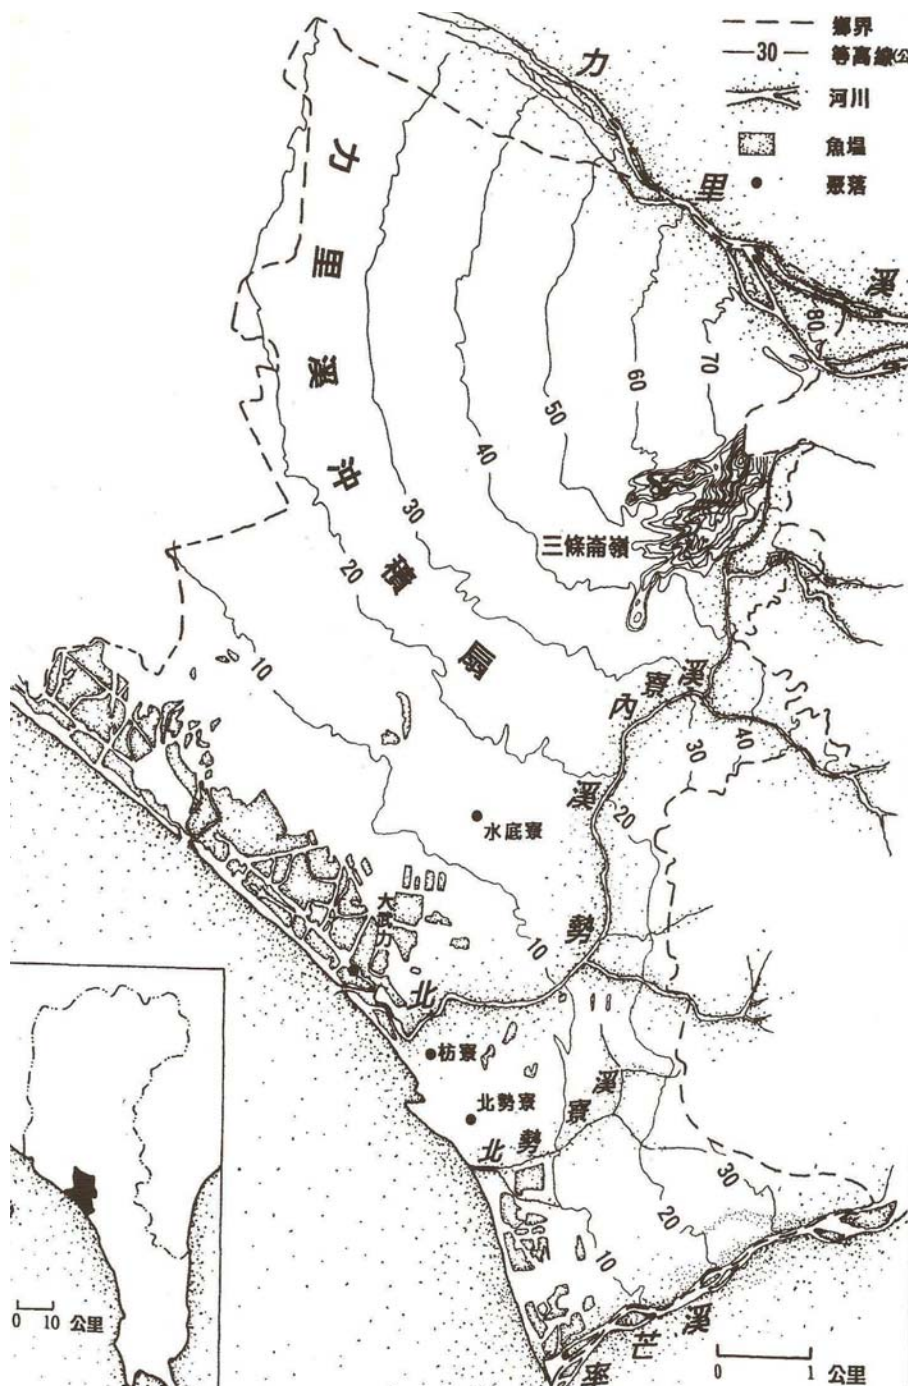 鄉界
30 等高線(公
河川
魚塭
聚落
力里溪
力里溪沖積扇
80
70
60
50
40
30
20
10
三條崙嶺
內寮溪
40
30
20
10
水底寮
大武力
北勢溪
枋寮
北勢寮
北勢寮溪
30
20
10
率芒溪
0 10 公里
0 1 公里